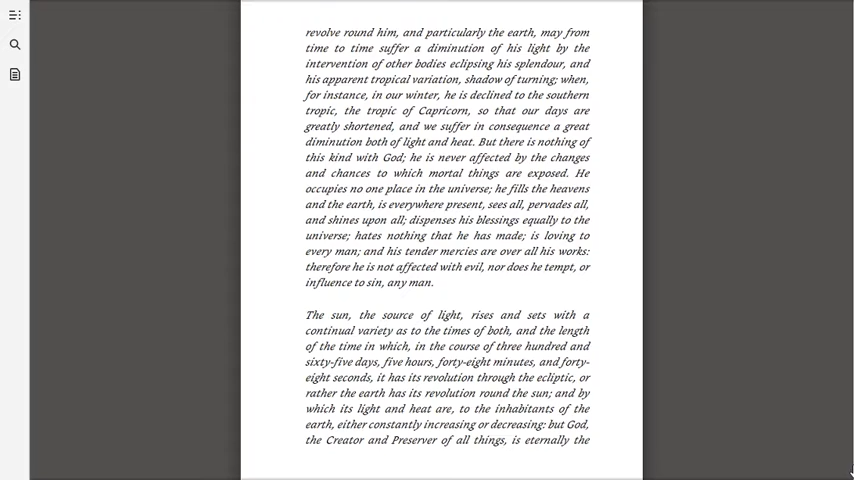 revolve round him, and particularly the earth, may from
time to time suffer a diminution of his light by the
intervention of other bodies eclipsing his splendour, and
his apparent tropical variation, shadow of turning; when,
for instance, in our winter, he is declined to the southern
tropic, the tropic of Capricorn, so that our days are
greatly shortened, and we suffer in consequence a great
diminution both of light and heat. But there is nothing of
this kind with God; he is never affected by the changes
and chances to which mortal things are exposed. He
occupies no one place in the universe; he fills the heavens
and the earth, is everywhere present, sees all, pervades all,
and shines upon all; dispenses his blessings equally to the
universe; hates nothing that he has made; is loving to
every man; and his tender mercies are over all his works:
therefore he is not affected with evil, nor does he tempt, or
influence to sin, any man.
The sun, the source of light, rises and sets with a
continual variety as to the times of both, and the length
of the time in which, in the course of three hundred and
sixty-five days, five hours, forty-eight minutes, and forty-
eight seconds, it has its revolution through the ecliptic, or
rather the earth has its revolution round the sun; and by
which its light and heat are, to the inhabitants of the
earth, either constantly increasing or decreasing: but God,
the Creator and Preserver of all things, is eternally the